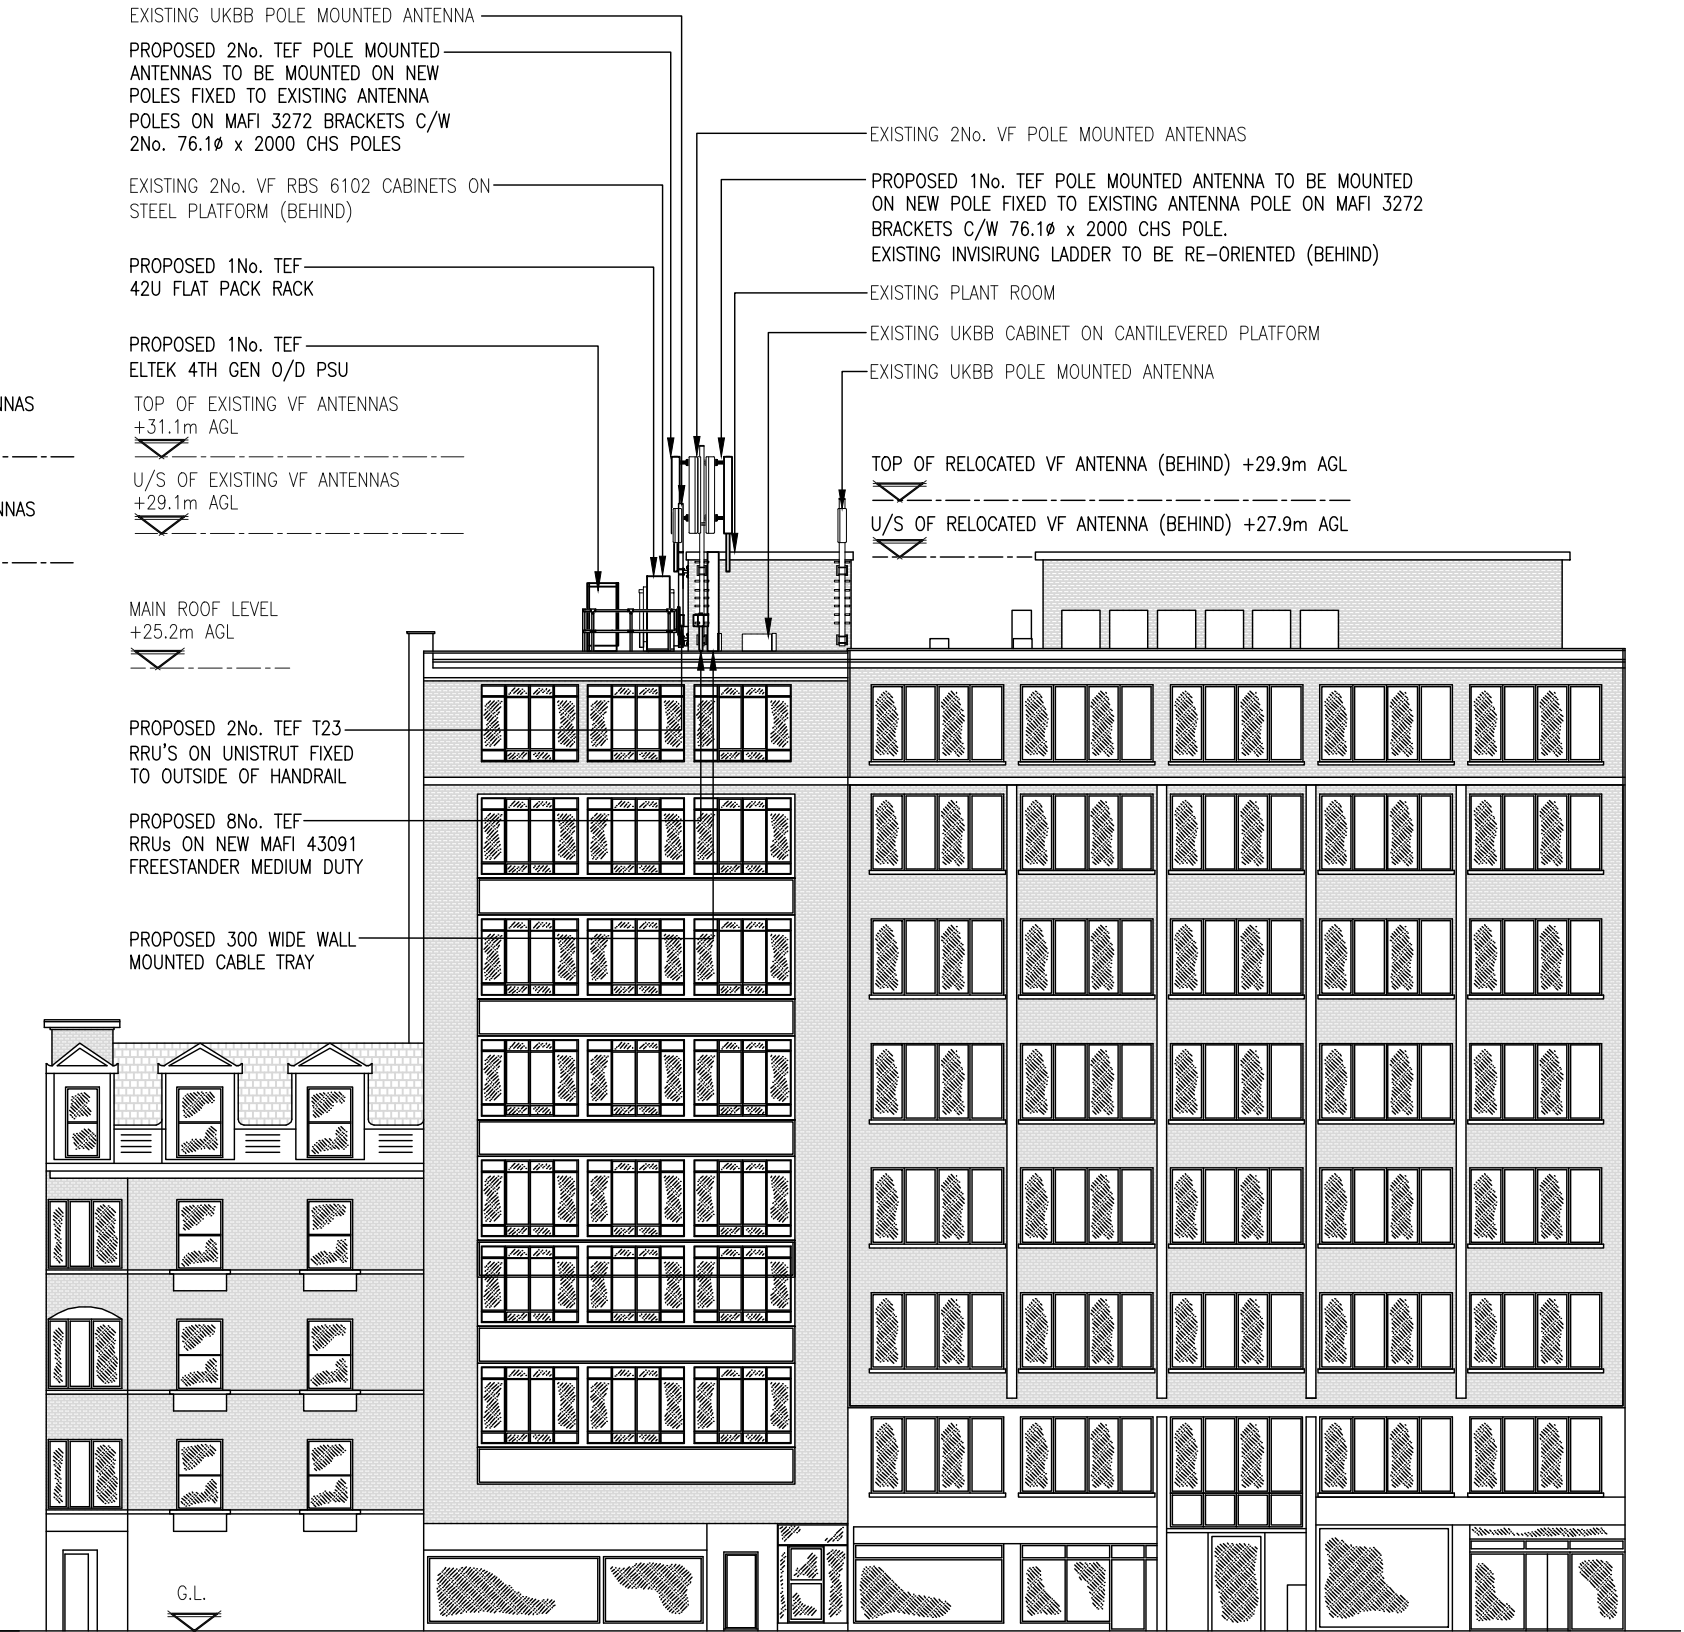 EXISTING UKBB POLE MOUNTED ANTENNA
PROPOSED 2No. TEF POLE MOUNTED
ANTENNAS TO BE MOUNTED ON NEW
POLES FIXED TO EXISTING ANTENNA
POLES ON MAFI 3272 BRACKETS C/W
2No. 76.1ø x 2000 CHS POLES
EXISTING 2No. VF RBS 6102 CABINETS ON
STEEL PLATFORM (BEHIND)
PROPOSED 1No. TEF
42U FLAT PACK RACK
PROPOSED 1No. TEF
ELTEK 4TH GEN O/D PSU
TOP OF EXISTING VF ANTENNAS
+31.1m AGL
U/S OF EXISTING VF ANTENNAS
+29.1m AGL
MAIN ROOF LEVEL
+25.2m AGL
PROPOSED 2No. TEF T23
RRU'S ON UNISTRUT FIXED
TO OUTSIDE OF HANDRAIL
PROPOSED 8No. TEF
RRUs ON NEW MAFI 43091
FREESTANDER MEDIUM DUTY
PROPOSED 300 WIDE WALL
MOUNTED CABLE TRAY
G.L.
EXISTING 2No. VF POLE MOUNTED ANTENNAS
PROPOSED 1No. TEF POLE MOUNTED ANTENNA TO BE MOUNTED
ON NEW POLE FIXED TO EXISTING ANTENNA POLE ON MAFI 3272
BRACKETS C/W 76.1ø x 2000 CHS POLE.
EXISTING INVISIRUNG LADDER TO BE RE-ORIENTED (BEHIND)
EXISTING PLANT ROOM
EXISTING UKBB CABINET ON CANTILEVERED PLATFORM
EXISTING UKBB POLE MOUNTED ANTENNA
TOP OF RELOCATED VF ANTENNA (BEHIND) +29.9m AGL
U/S OF RELOCATED VF ANTENNA (BEHIND) +27.9m AGL